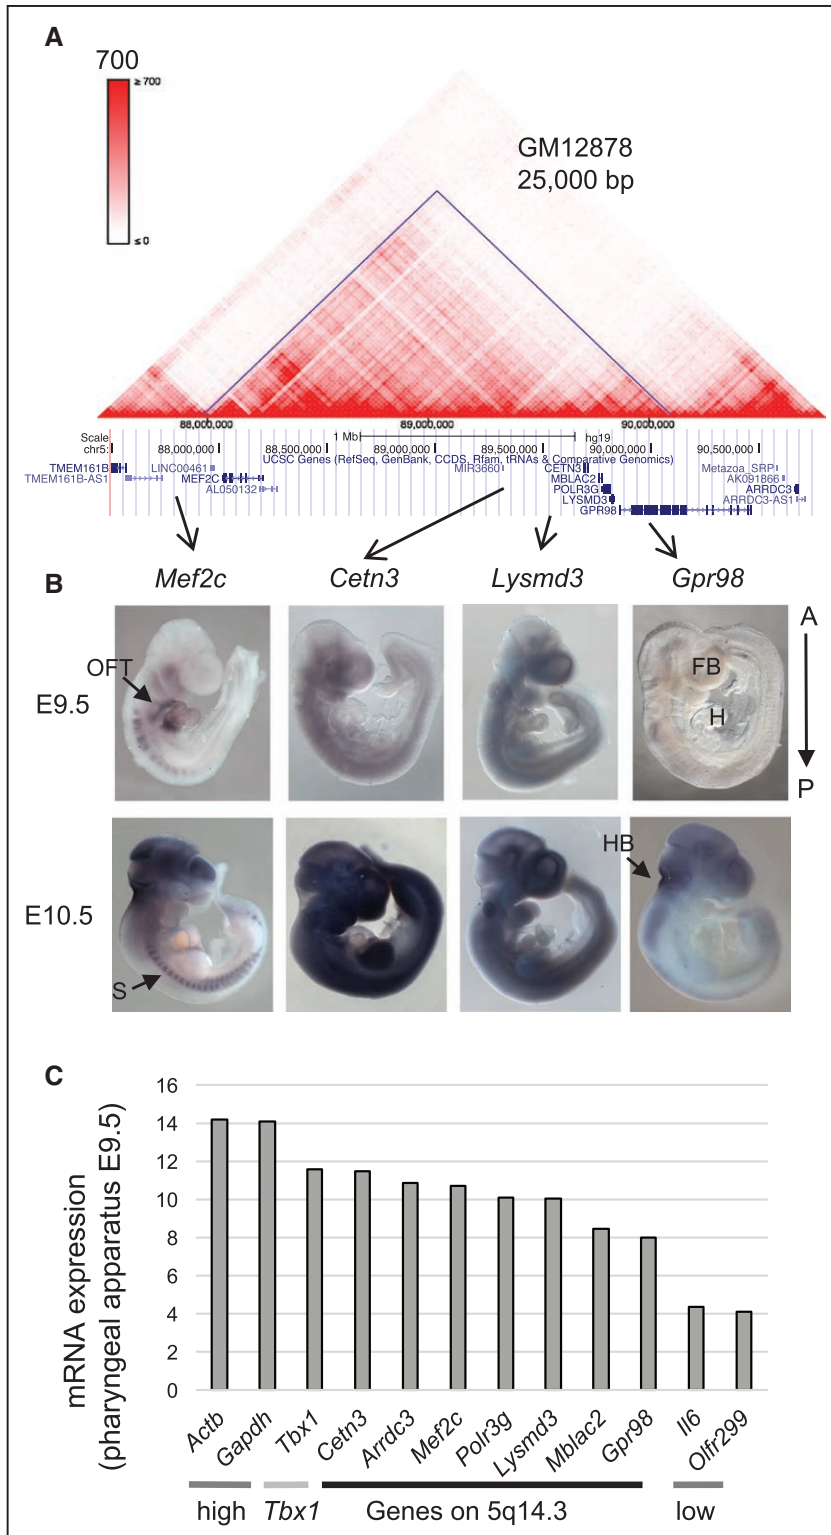 A
700
≥ 700
≤ 0
GM12878
25,000 bp
88,000,000 89,000,000 90,000,000
Scale 1 Mb hg19
chr5: 88,000,000 88,500,000 89,000,000 89,500,000 90,000,000 90,500,000
UCSC Genes (RefSeq, GenBank, CCDS, Rfam, tRNAs & Comparative Genomics)
TMEM161B LINC00461 MIR3660 CETN3 Metazoa_SRP
TMEM161B-AS1 MEF2C MBLAC2 AK091866
AL050132 POLR3G ARRDC3
LYSMD3 ARRDC3-AS1
GPR98
B
Mef2c Cetn3 Lysmd3 Gpr98
A
OFT
FB
E9.5
H
P
HB
E10.5
S
C
mRNA expression
(pharyngeal apparatus E9.5)
16
14
12
10
8
6
4
2
0
Actb Gapdh Tbx1 Cetn3 Arrdc3 Mef2c Polr3g Lysmd3 Mblac2 Gpr98 Il6 Olfr299
high Tbx1 Genes on 5q14.3 low